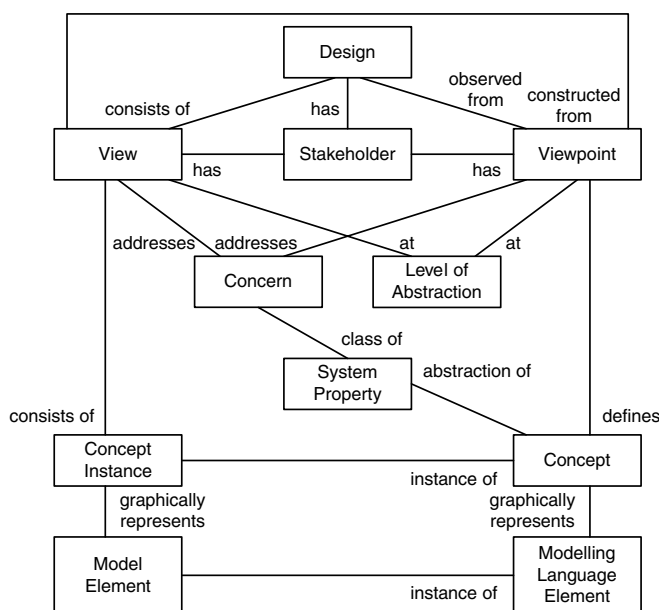 Design
observed
from
constructed
from
consists of
has
View
Stakeholder
Viewpoint
has
has
addresses
addresses
at
at
Concern
Level of
Abstraction
class of
System
Property
abstraction of
consists of
defines
Concept
Instance
Concept
instance of
graphically
represents
graphically
represents
Model
Element
Modelling
Language
Element
instance of